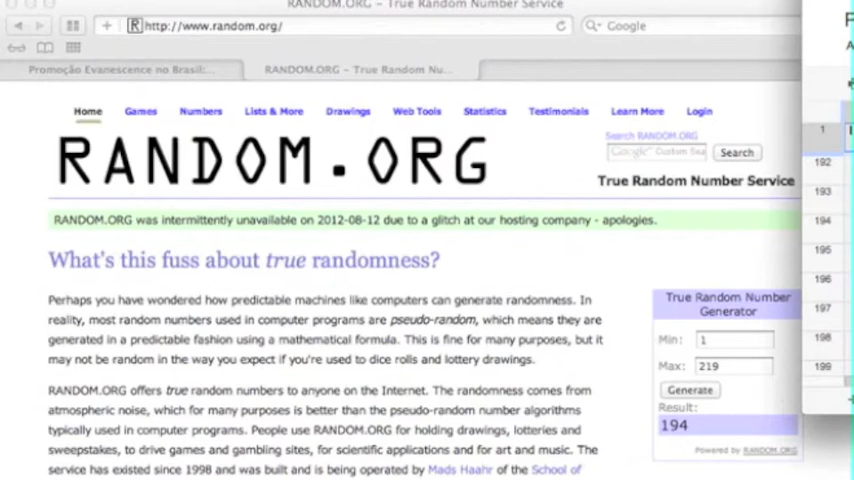 RANDOM.ORG – True Random Number Service
http://www.random.org/
Google
Promoção Evanescence no Brasil:...
RANDOM.ORG – True Random Nu...
Home Games Numbers Lists & More Drawings Web Tools Statistics Testimonials Learn More Login
RANDOM.ORG
Search RANDOM.ORG
Google™ Custom Sea
Search
True Random Number Service
RANDOM.ORG was intermittently unavailable on 2012-08-12 due to a glitch at our hosting company - apologies.
What's this fuss about true randomness?
Perhaps you have wondered how predictable machines like computers can generate randomness. In
reality, most random numbers used in computer programs are pseudo-random, which means they are
generated in a predictable fashion using a mathematical formula. This is fine for many purposes, but it
may not be random in the way you expect if you're used to dice rolls and lottery drawings.
RANDOM.ORG offers true random numbers to anyone on the Internet. The randomness comes from
atmospheric noise, which for many purposes is better than the pseudo-random number algorithms
typically used in computer programs. People use RANDOM.ORG for holding drawings, lotteries and
sweepstakes, to drive games and gambling sites, for scientific applications and for art and music. The
service has existed since 1998 and was built and is being operated by Mads Haahr of the School of
True Random Number
Generator
Min: 1
Max: 219
Generate
Result:
194
Powered by RANDOM.ORG
1
192
193
194
195
196
197
198
199